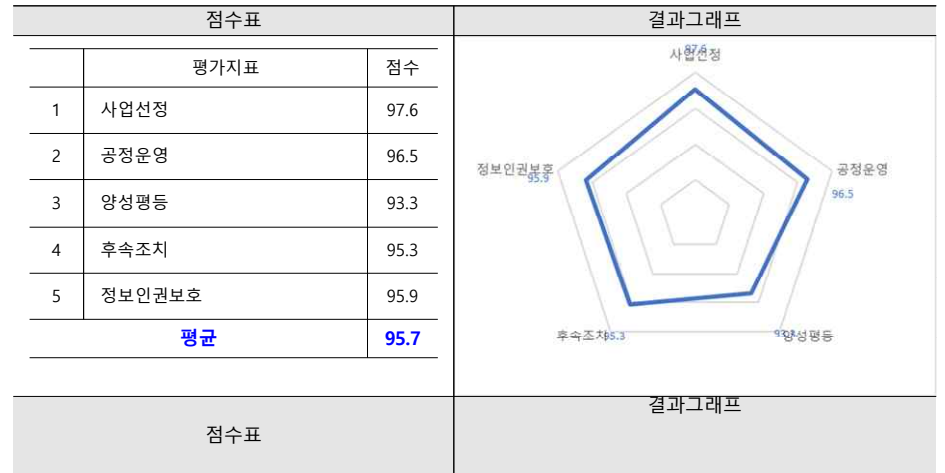 점수표
결과그래프
평가지표 점수
1 사업선정 97.6
2 공정운영 96.5
3 양성평등 93.3
4 후속조치 95.3
5 정보인권보호 95.9
평균 95.7
97.6
사업선정
정보인권보호
95.9
공정운영
96.5
후속조치 95.3
93.3 양성평등
점수표
결과그래프